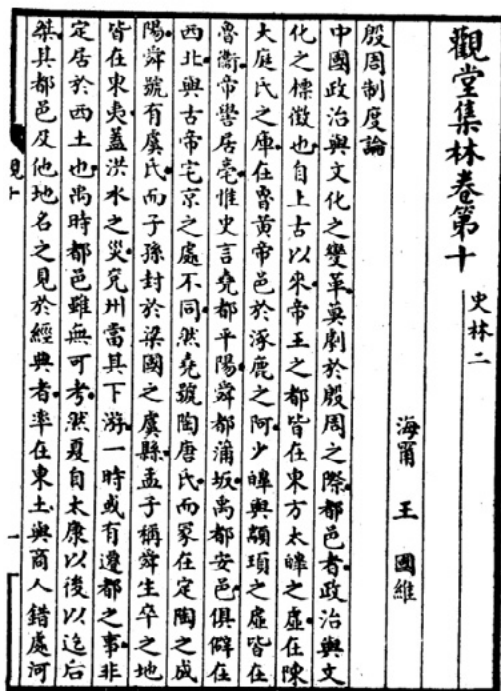 觀堂集林卷第十
史林二
海甯 王 國維
殷周制度論
中國政治與文化之變革莫劇於殷周之際都邑者政治與文
化之標徵也自上古以來帝王之都皆在東方太皞之虛在陳
大庭氏之庫在魯黃帝邑於涿鹿之阿少皞與顓頊之虛皆在
魯衞帝嚳居亳惟史言堯都平陽舜都蒲坂禹都安邑俱僻在
西北與古帝宅京之處不同然堯號陶唐氏而冢在定陶之成
陽舜號有虞氏而子孫封於梁國之虞縣孟子稱舜生卒之地
皆在東夷蓋洪水之災兗州當其下游一時或有遷都之事非
定居於西土也禹時都邑雖無可考然夏自太康以後以迄后
桀其都邑及他地名之見於經典者率在東土與商人錯處河
觀十
一